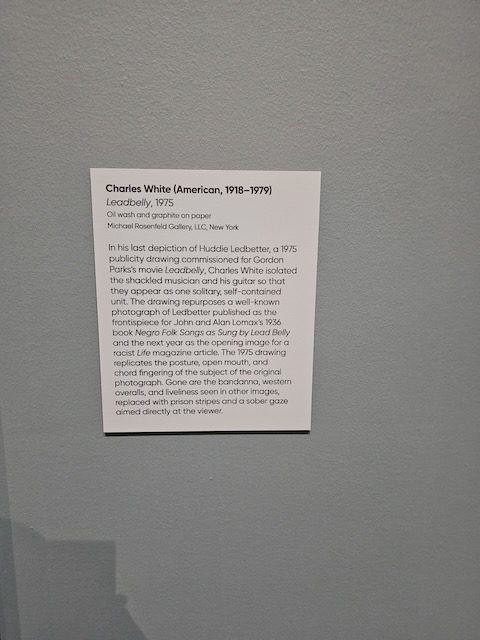 Charles White (American, 1918–1979)
Leadbelly, 1975
Oil wash and graphite on paper
Michael Rosenfeld Gallery, LLC, New York
In his last depiction of Huddie Ledbetter, a 1975
publicity drawing commissioned for Gordon
Parks's movie Leadbelly, Charles White isolated
the shackled musician and his guitar so that
they appear as one solitary, self-contained
unit. The drawing repurposes a well-known
photograph of Ledbetter published as the
frontispiece for John and Alan Lomax's 1936
book Negro Folk Songs as Sung by Lead Belly
and the next year as the opening image for a
racist Life magazine article. The 1975 drawing
replicates the posture, open mouth, and
chord fingering of the subject of the original
photograph. Gone are the bandanna, western
overalls, and liveliness seen in other images,
replaced with prison stripes and a sober gaze
aimed directly at the viewer.